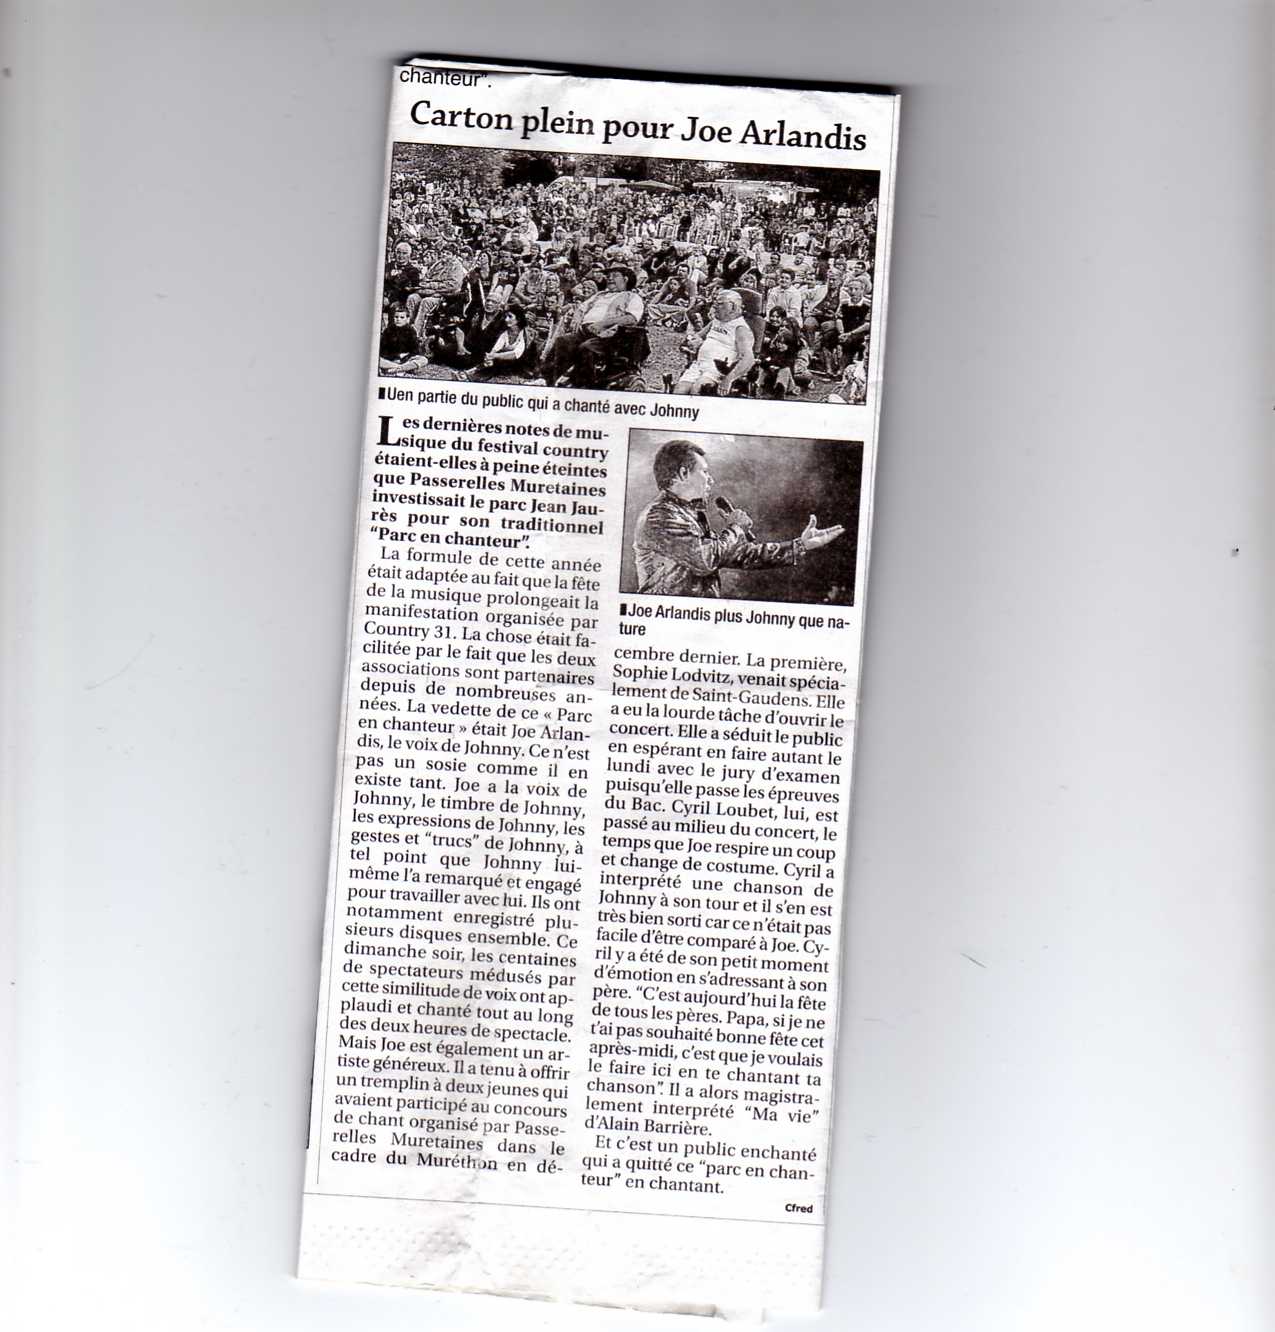 chanteur".
Carton plein pour Joe Arlandis
Uen partie du public qui a chanté avec Johnny
Les dernières notes de mu-
sique du festival country
étaient-elles à peine éteintes
que Passerelles Muretaines
investissait le parc Jean Jau-
rès pour son traditionnel
"Parc en chanteur".
La formule de cette année
était adaptée au fait que la fête
de la musique prolongeait la
manifestation organisée par
Country 31. La chose était fa-
cilitée par le fait que les deux
associations sont partenaires
depuis de nombreuses an-
nées. La vedette de ce « Parc
en chanteur » était Joe Arlan-
dis, le voix de Johnny. Ce n'est
pas un sosie comme il en
existe tant. Joe a la voix de
Johnny, le timbre de Johnny,
les expressions de Johnny, les
gestes et "trucs" de Johnny, à
tel point que Johnny lui-
même l'a remarqué et engagé
pour travailler avec lui. Ils ont
notamment enregistré plu-
sieurs disques ensemble. Ce
dimanche soir, les centaines
de spectateurs médusés par
cette similitude de voix ont ap-
plaudi et chanté tout au long
des deux heures de spectacle.
Mais Joe est également un ar-
tiste généreux. Il a tenu à offrir
un tremplin à deux jeunes qui
avaient participé au concours
de chant organisé par Passe-
relles Muretaines dans le
cadre du Muréthon en dé-
Joe Arlandis plus Johnny que na-
ture
cembre dernier. La première,
Sophie Lodvitz, venait spécia-
lement de Saint-Gaudens. Elle
a eu la lourde tâche d'ouvrir le
concert. Elle a séduit le public
en espérant en faire autant le
lundi avec le jury d'examen
puisqu'elle passe les épreuves
du Bac. Cyril Loubet, lui, est
passé au milieu du concert, le
temps que Joe respire un coup
et change de costume. Cyril a
interprété une chanson de
Johnny à son tour et il s'en est
très bien sorti car ce n'était pas
facile d'être comparé à Joe. Cy-
ril y a été de son petit moment
d'émotion en s'adressant à son
père. "C'est aujourd'hui la fête
de tous les pères. Papa, si je ne
t'ai pas souhaité bonne fête cet
après-midi, c'est que je voulais
le faire ici en te chantant ta
chanson". Il a alors magistra-
lement interprété "Ma vie"
d'Alain Barrière.
Et c'est un public enchanté
qui a quitté ce "parc en chan-
teur" en chantant.
Cfred